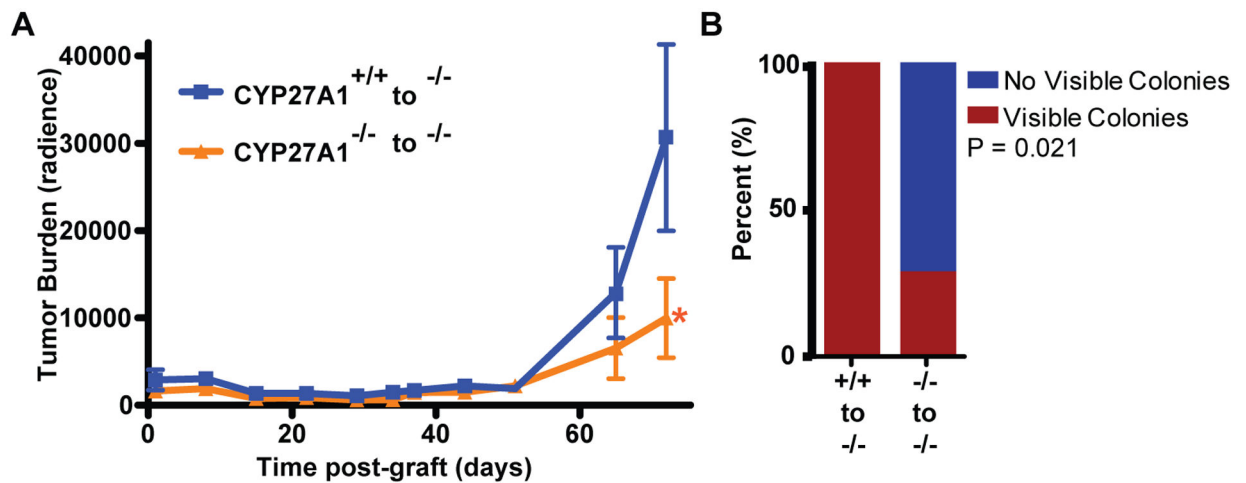 A
Tumor Burden (radience)
40000
30000
20000
10000
0
CYP27A1 +/+ to -/-
CYP27A1 -/- to -/-
*
0 20 40 60
Time post-graft (days)
B
Percent (%)
100
50
0
No Visible Colonies
Visible Colonies
P = 0.021
+/+ -/-
to to
-/- -/-